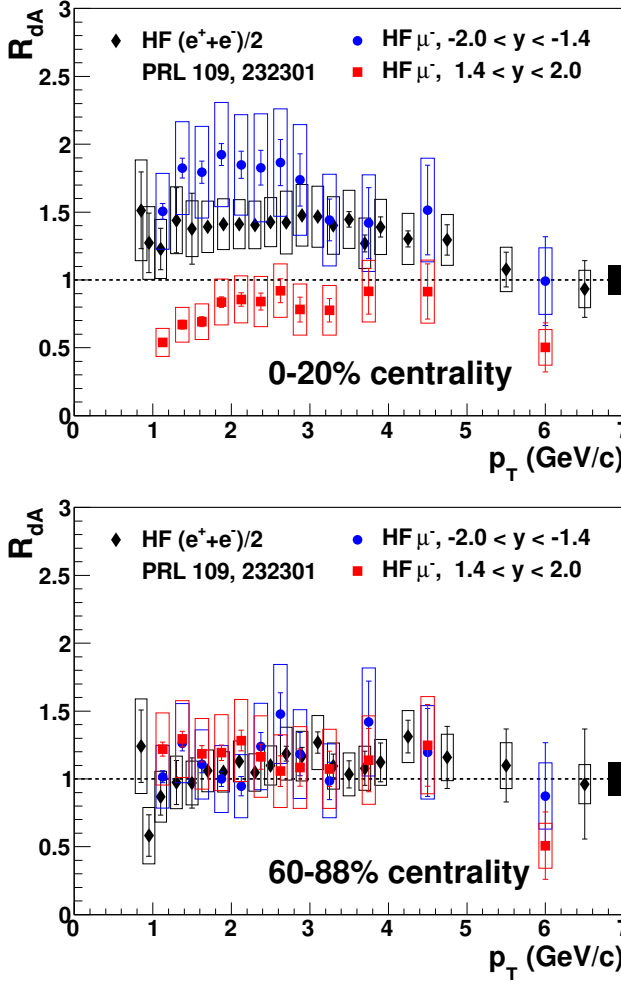 R_dA
3
2.5
2
1.5
1
0.5
0
HF (e⁺+e⁻)/2
PRL 109, 232301
HF μ⁻, -2.0 < y < -1.4
HF μ⁻, 1.4 < y < 2.0
0-20% centrality
0 1 2 3 4 5 6 7
p_T (GeV/c)
R_dA
3
2.5
2
1.5
1
0.5
0
HF (e⁺+e⁻)/2
PRL 109, 232301
HF μ⁻, -2.0 < y < -1.4
HF μ⁻, 1.4 < y < 2.0
60-88% centrality
0 1 2 3 4 5 6 7
p_T (GeV/c)